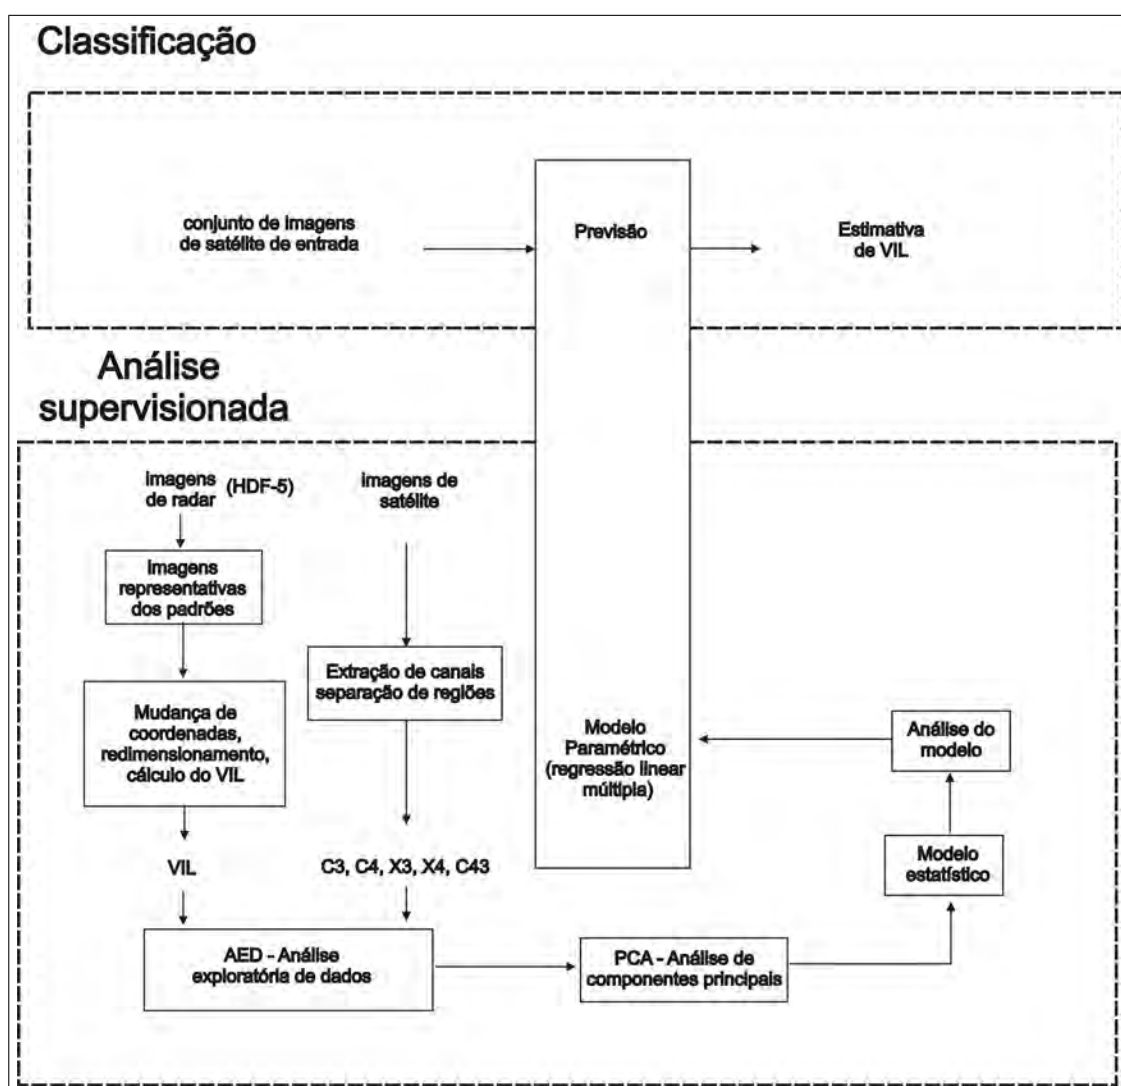 Classificação
conjunto de imagens
de satélite de entrada
Previsão
Estimativa
de VIL
Análise
supervisionada
imagens
de radar (HDF-5)
imagens de
satélite
imagens
representativas
dos padrões
Extração de canais
separação de regiões
Mudança de
coordenadas,
redimensionamento,
cálculo do VIL
Modelo
Paramétrico
(regressão linear
múltipla)
Análise do
modelo
VIL
C3, C4, X3, X4, C43
Modelo
estatístico
AED - Análise
exploratória de dados
PCA - Análise de
componentes principais